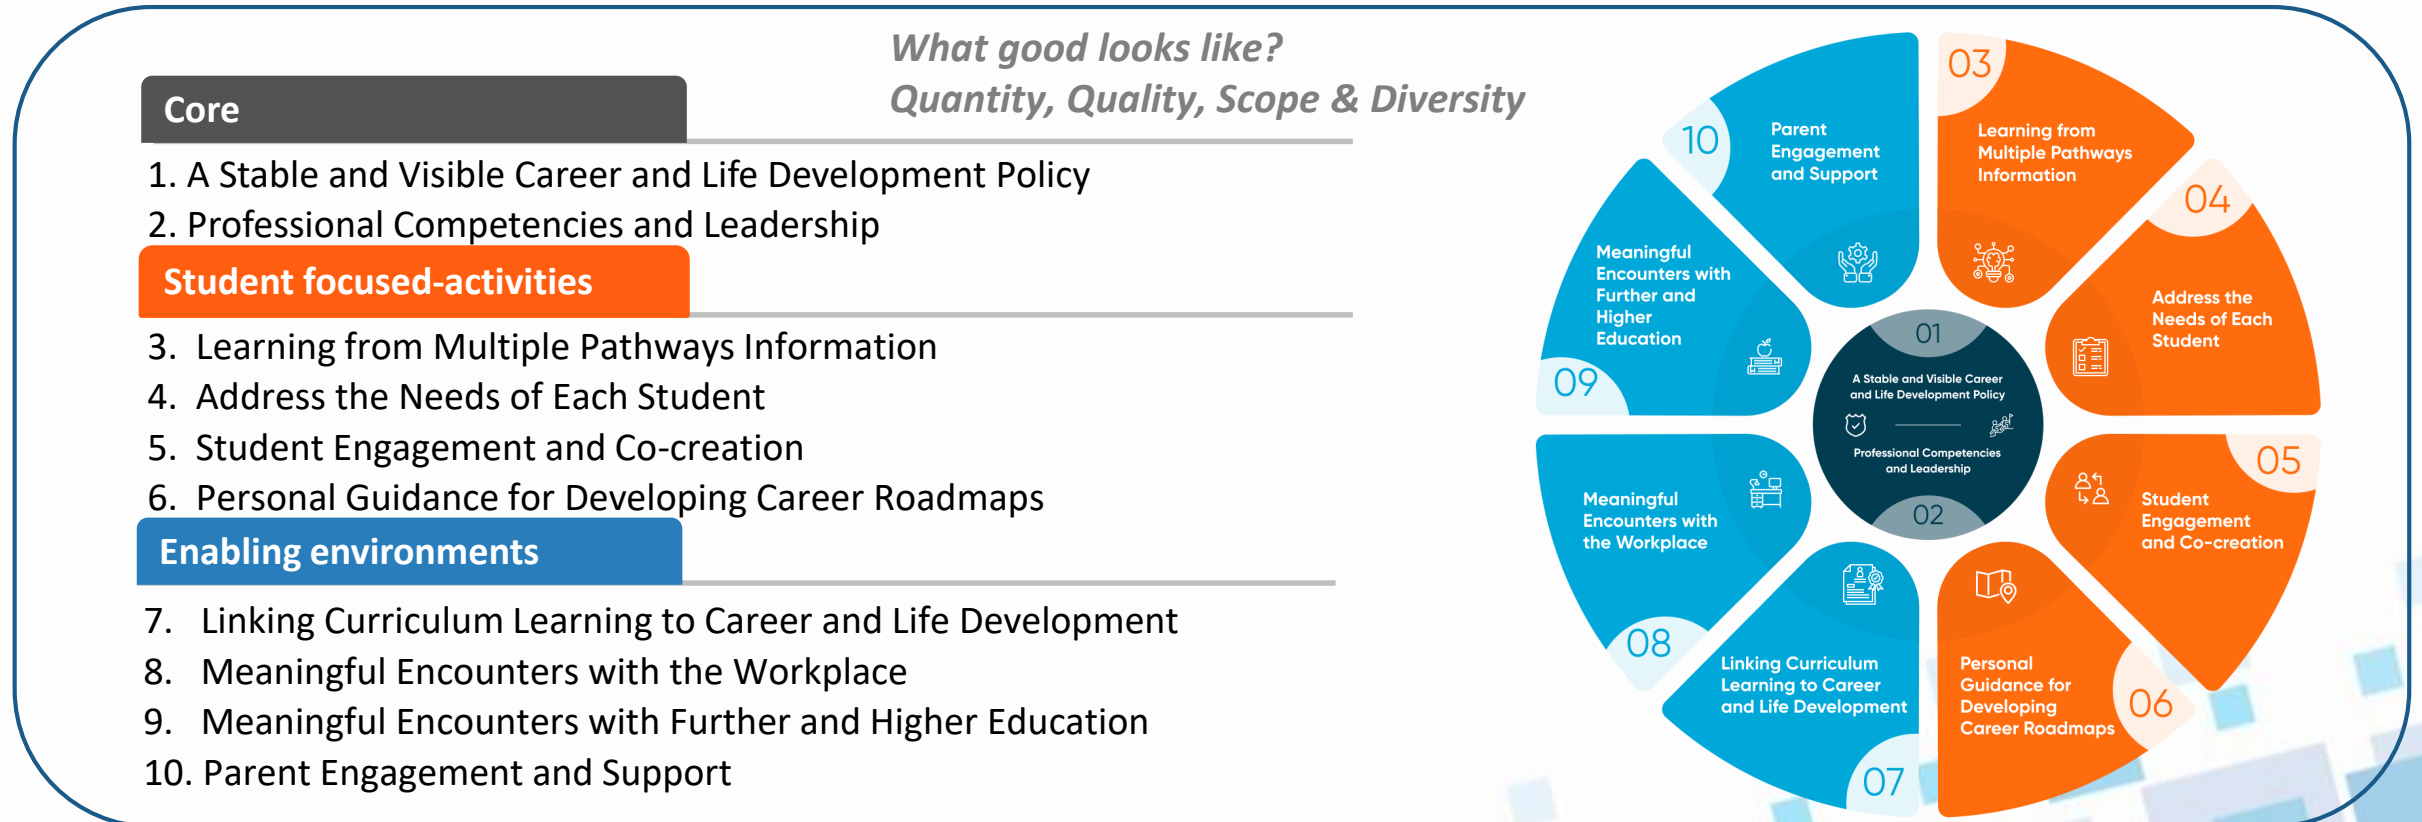 What good looks like?
Quantity, Quality, Scope & Diversity
Core
1. A Stable and Visible Career and Life Development Policy
2. Professional Competencies and Leadership
Student focused-activities
3. Learning from Multiple Pathways Information
4. Address the Needs of Each Student
5. Student Engagement and Co-creation
6. Personal Guidance for Developing Career Roadmaps
Enabling environments
7. Linking Curriculum Learning to Career and Life Development
8. Meaningful Encounters with the Workplace
9. Meaningful Encounters with Further and Higher Education
10. Parent Engagement and Support
01
A Stable and Visible Career
and Life Development Policy
Professional Competencies
and Leadership
02
03
Learning from
Multiple Pathways
Information
04
Address the
Needs of Each
Student
05
Student
Engagement
and Co-creation
Personal
Guidance for
Developing
Career Roadmaps
06
Linking Curriculum
Learning to Career
and Life Development
07
Meaningful
Encounters with
the Workplace
08
Meaningful
Encounters with
Further and
Higher
Education
09
10
Parent
Engagement
and Support